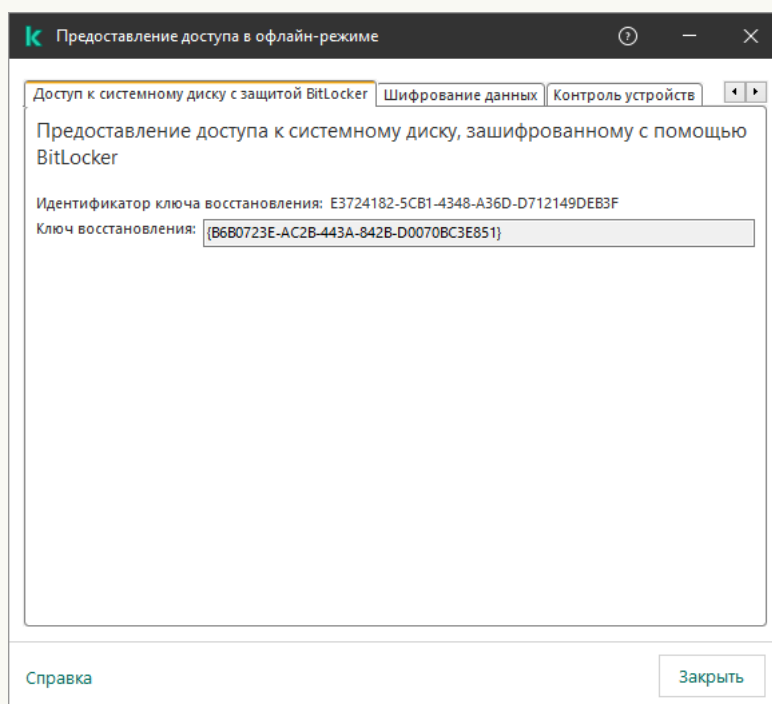 Предоставление доступа в офлайн-режиме
Доступ к системному диску с защитой BitLocker Шифрование данных Контроль устройств
Предоставление доступа к системному диску, зашифрованному с помощью
BitLocker
Идентификатор ключа восстановления: E3724182-5CB1-4348-A36D-D712149DEB3F
Ключ восстановления: {B6B0723E-AC2B-443A-842B-D0070BC3E851}
Справка Закрыть